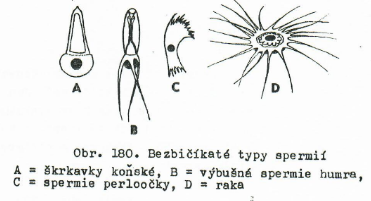 A
B
C
D
Obr. 180. Bezbičíkaté typy spermií
A = škrkavky koňské, B = výbušná spermie humra,
C = spermie perloočky, D = raka